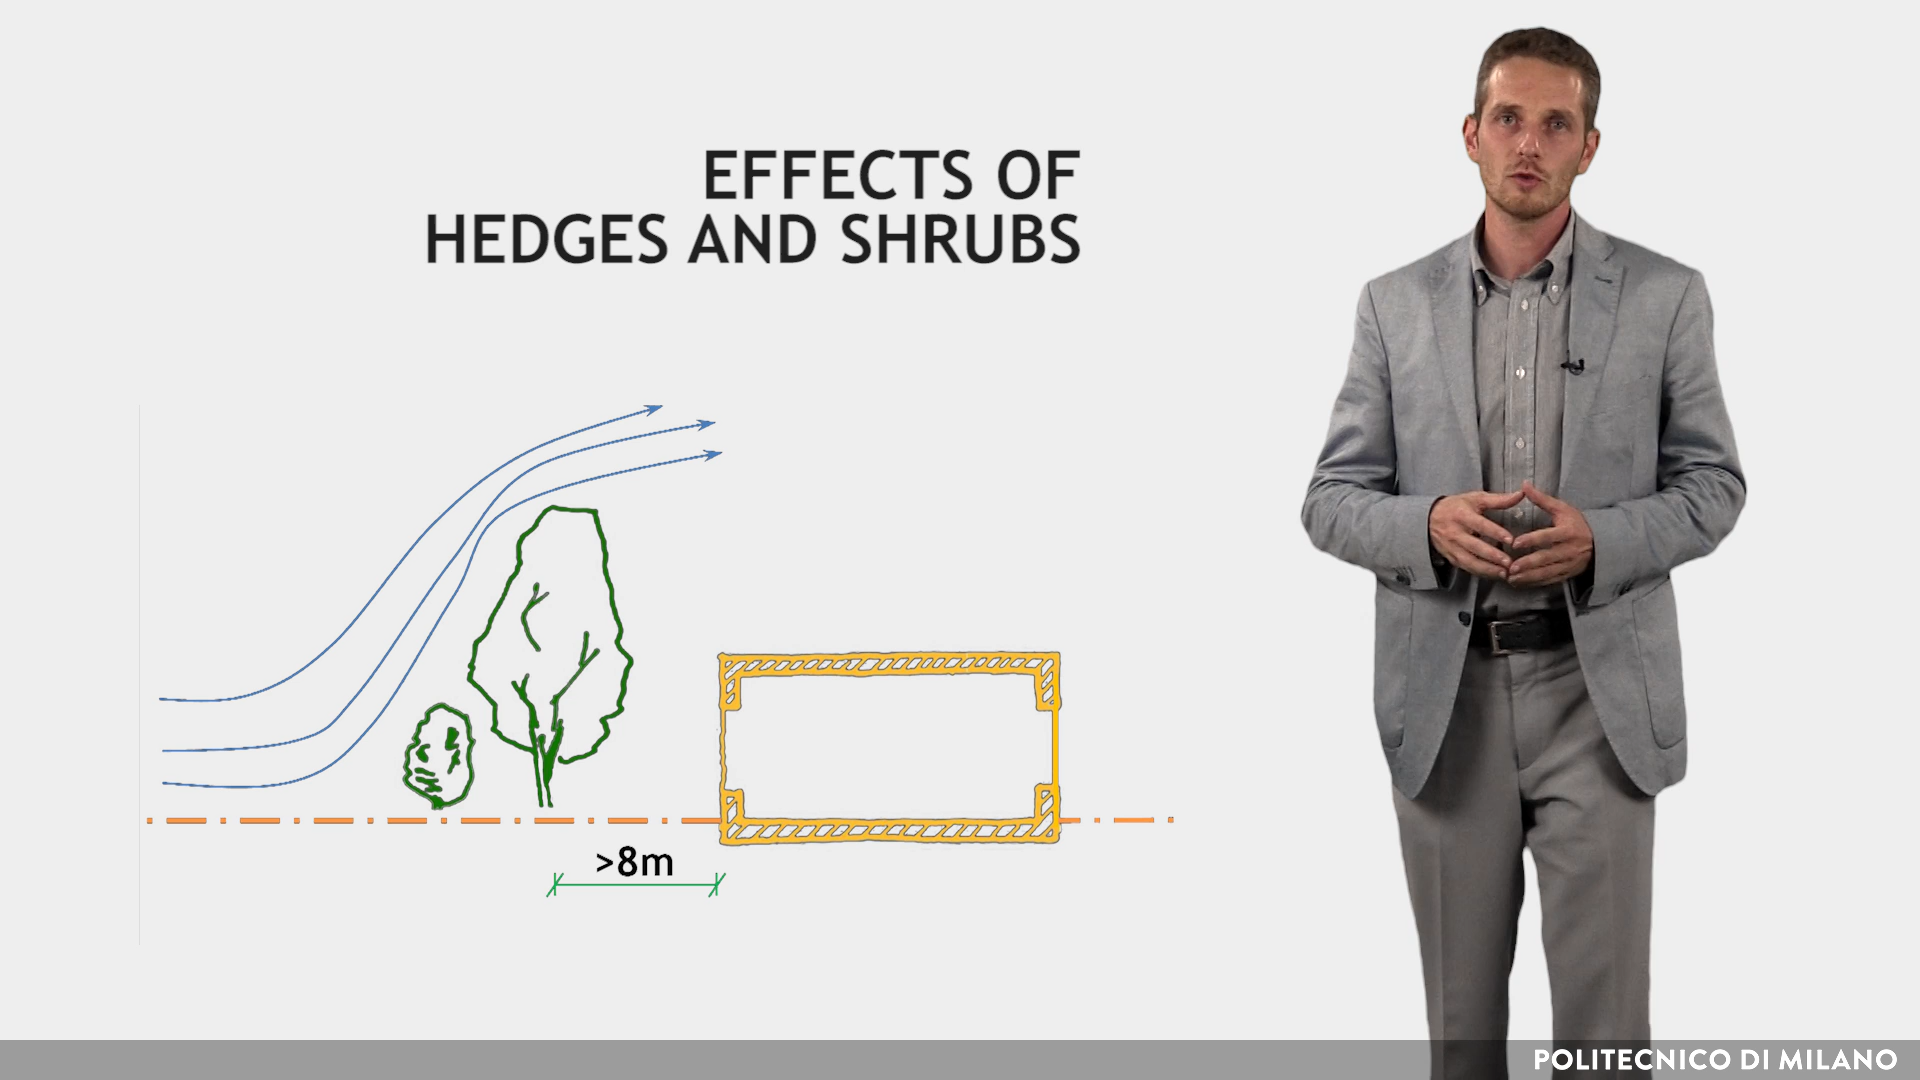 EFFECTS OF
HEDGES AND SHRUBS
>8m
POLITECNICO DI MILANO